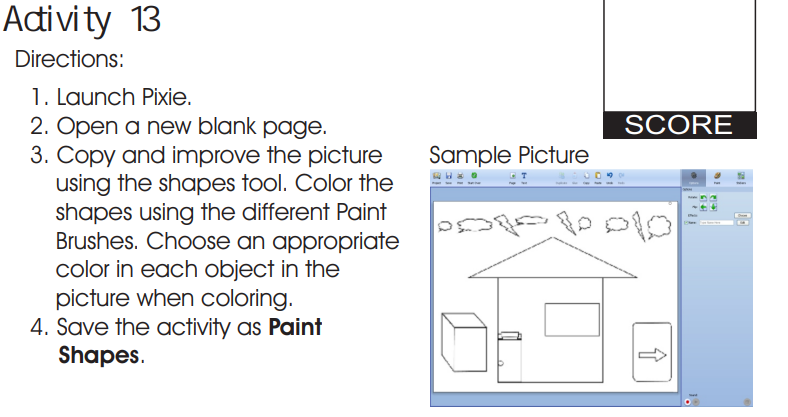 Activity 13
Directions:
1. Launch Pixie.
2. Open a new blank page.
3. Copy and improve the picture
using the shapes tool. Color the
shapes using the different Paint
Brushes. Choose an appropriate
color in each object in the
picture when coloring.
4. Save the activity as Paint
Shapes.
SCORE
Sample Picture